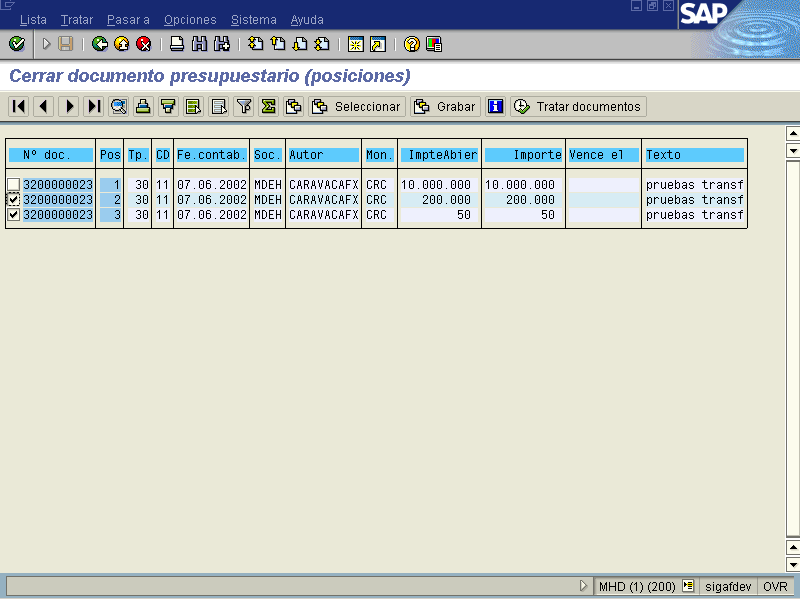 Lista Tratar Pasar a Opciones Sistema Ayuda
SAP
Cerrar documento presupuestario (posiciones)
Seleccionar Grabar Tratar documentos
Nº doc. Pos Tp. CD Fe.contab. Soc. Autor Mon. ImpteAbier Importe Vence el Texto
3200000023 1 30 11 07.06.2002 MDEH CARAVACAFX CRC 10.000.000 10.000.000 pruebas transf
3200000023 2 30 11 07.06.2002 MDEH CARAVACAFX CRC 200.000 200.000 pruebas transf
3200000023 3 30 11 07.06.2002 MDEH CARAVACAFX CRC 50 50 pruebas transf
MHD (1) (200) sigafdev OVR